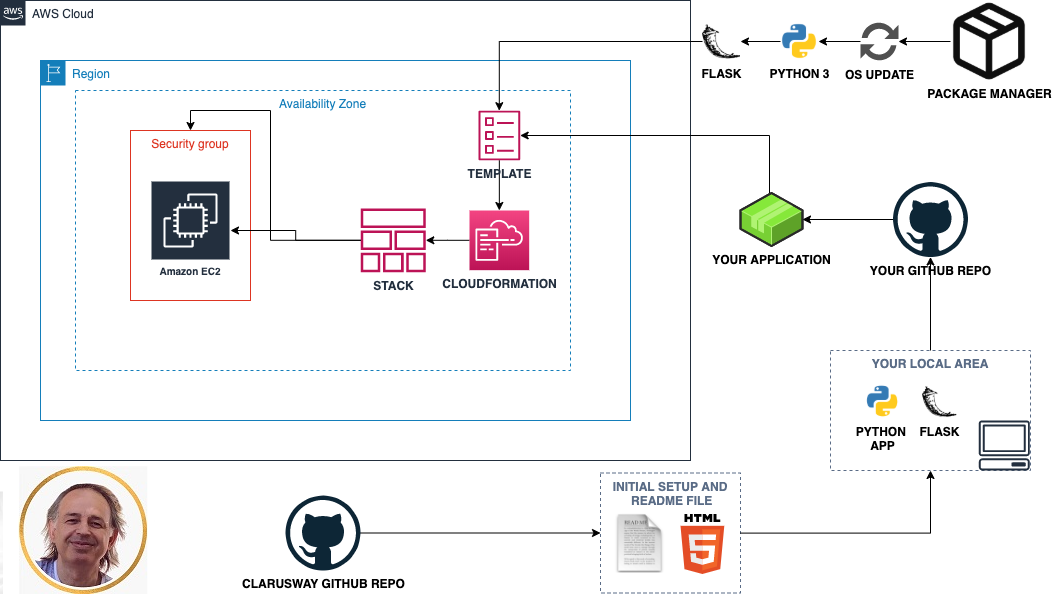 aws
AWS Cloud
Region
Availability Zone
Security group
Amazon EC2
TEMPLATE
STACK
CLOUDFORMATION
FLASK
PYTHON 3
OS UPDATE
PACKAGE MANAGER
YOUR APPLICATION
YOUR GITHUB REPO
YOUR LOCAL AREA
PYTHON
APP
FLASK
INITIAL SETUP AND
README FILE
README
HTML
5
CLARUSWAY GITHUB REPO